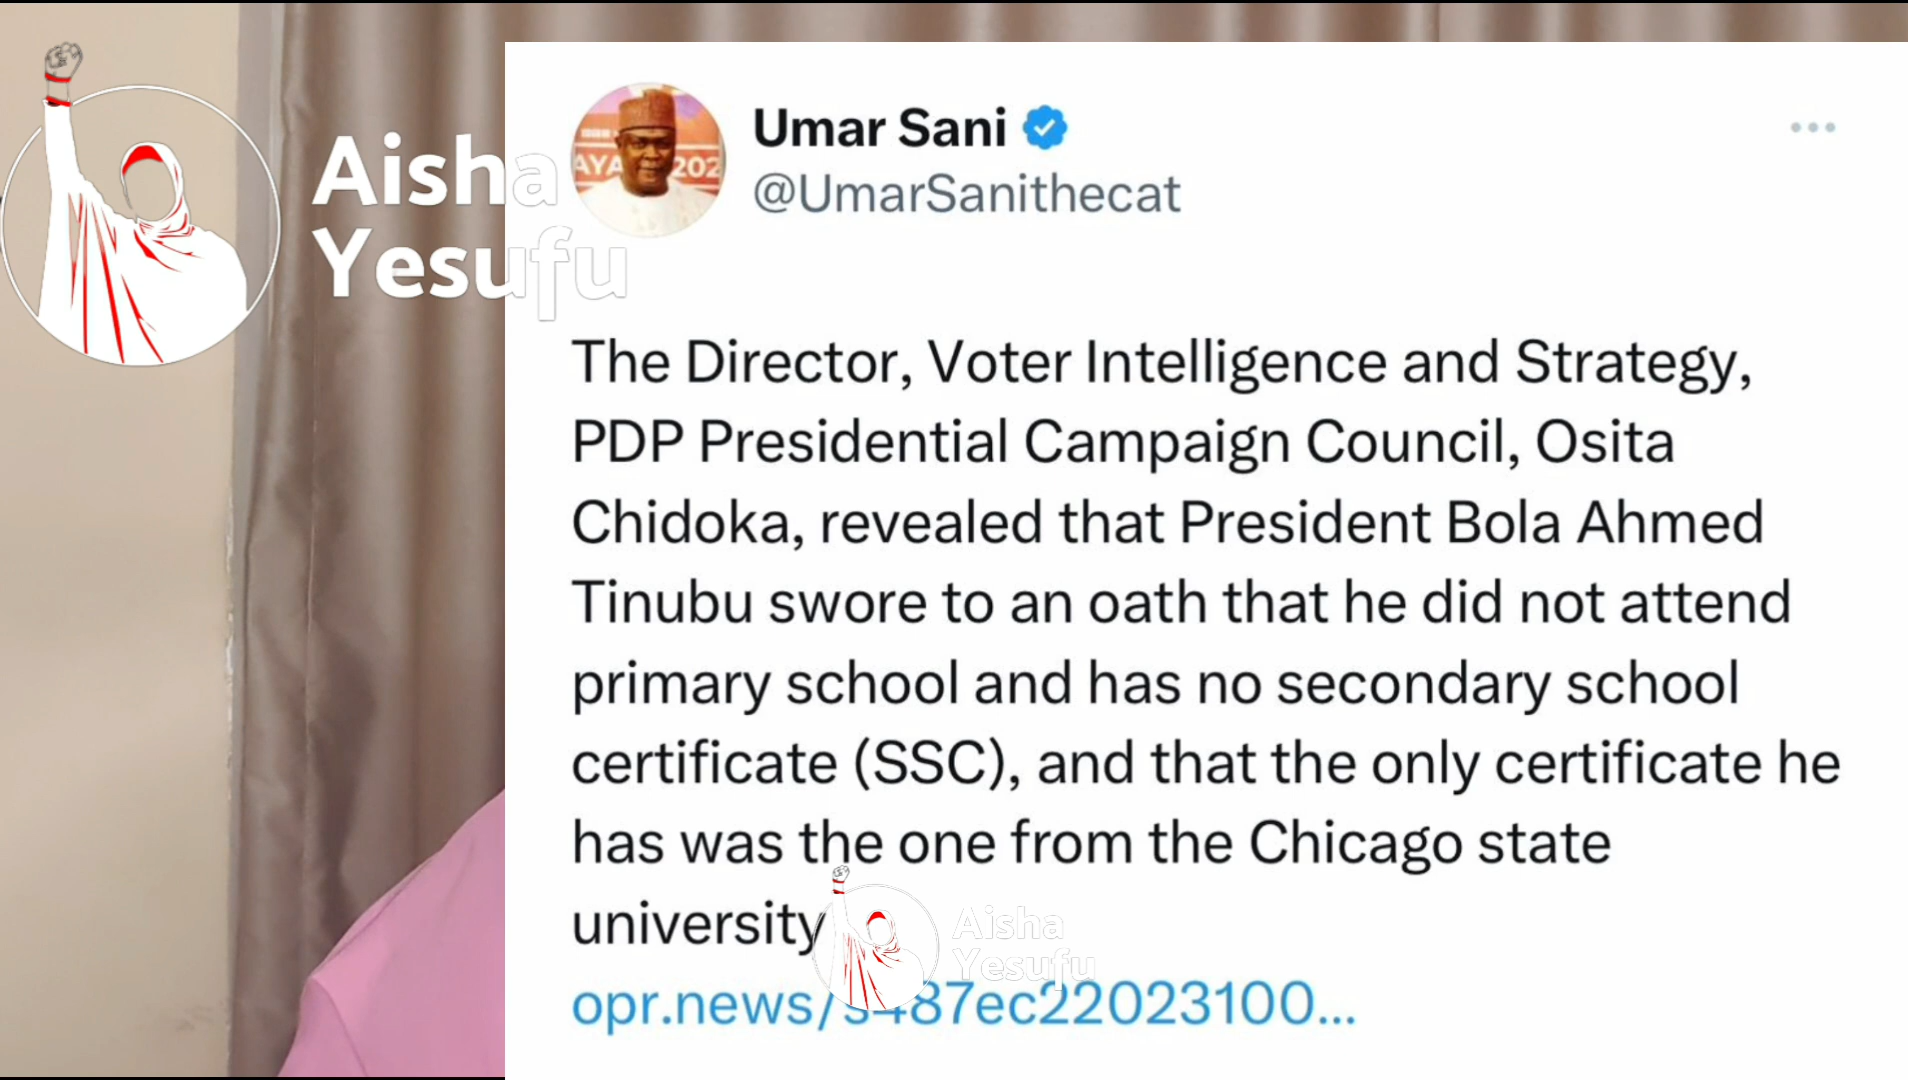 Aisha
Yesufu
Umar Sani
@UmarSanithecat
The Director, Voter Intelligence and Strategy,
PDP Presidential Campaign Council, Osita
Chidoka, revealed that President Bola Ahmed
Tinubu swore to an oath that he did not attend
primary school and has no secondary school
certificate (SSC), and that the only certificate he
has was the one from the Chicago state
university
Aisha
Yesufu
opr.news/s487ec22023100...
AYA 202